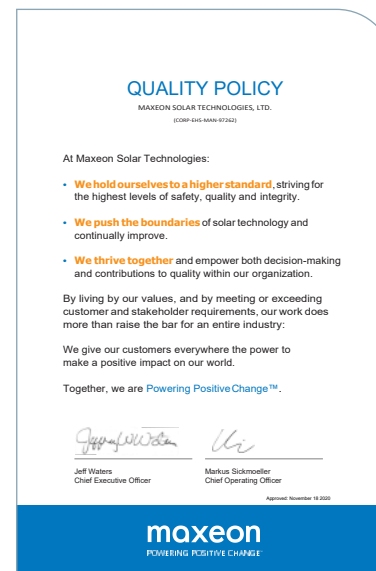 QUALITY POLICY
MAXEON SOLAR TECHNOLOGIES, LTD.
(CORP-EHS-MAN-97262)
At Maxeon Solar Technologies:
• We hold ourselves to a higher standard, striving for
the highest levels of safety, quality and integrity.
• We push the boundaries of solar technology and
continually improve.
• We thrive together and empower both decision-making
and contributions to quality within our organization.
By living by our values, and by meeting or exceeding
customer and stakeholder requirements, our work does
more than raise the bar for an entire industry:
We give our customers everywhere the power to
make a positive impact on our world.
Together, we are Powering Positive Change™.
Jeff Waters
Chief Executive Officer
Markus Sickmoeller
Chief Operating Officer
Approved: November 18 2020
maxeon
POWERING POSITIVE CHANGE™